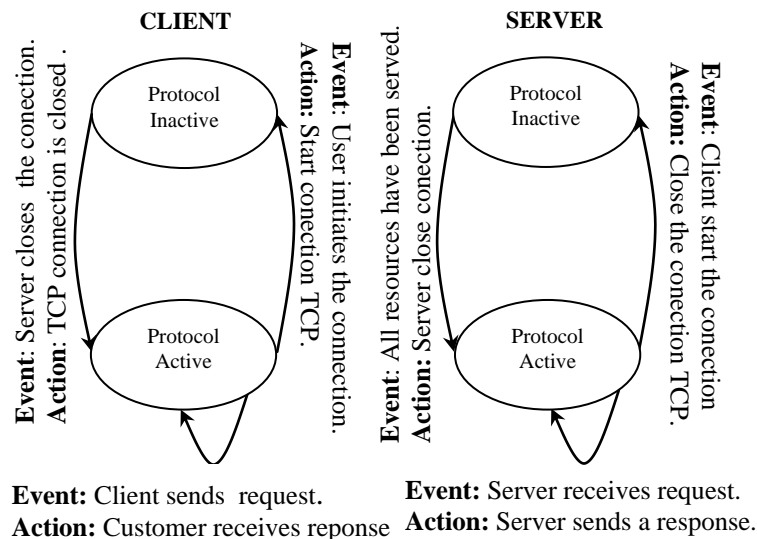 CLIENT
Event: Server closes  the conection.
Action: TCP connection is closed .
Protocol
Inactive
Event: User initiates the connection.
Action: Start conection TCP.
Protocol
Active
Event: Client sends  request.
Action: Customer receives reponse
SERVER
Event: All resources have been served.
Action: Server close conection.
Protocol
Inactive
Event: Client start the conection
Action: Close the conection TCP.
Protocol
Active
Event: Server receives request.
Action: Server sends a response.